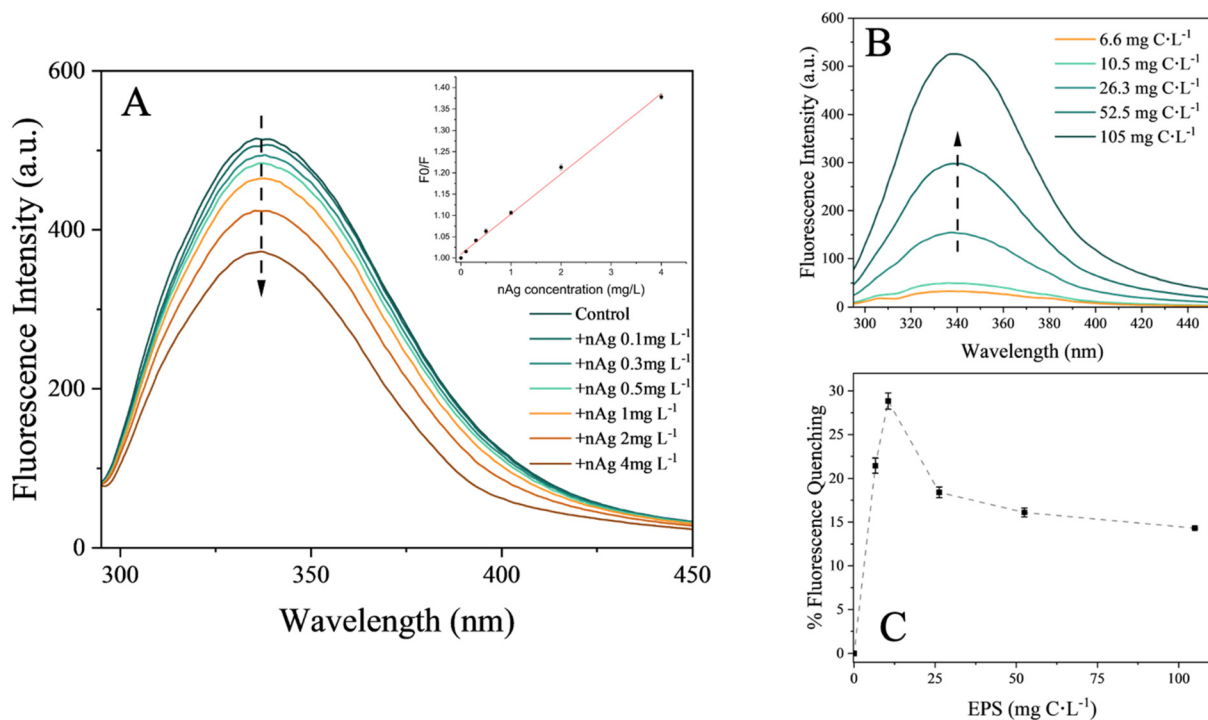 A
Fluorescence Intensity (a.u.)
600
400
200
0
300
350
400
450
Wavelength (nm)
F0/F
1.40
1.35
1.30
1.25
1.20
1.15
1.10
1.05
1.00
0
1
2
4
nAg concentration (mg/L)
Control
+nAg 0.1mg L⁻¹
+nAg 0.3mg L⁻¹
+nAg 0.5mg L⁻¹
+nAg 1mg L⁻¹
+nAg 2mg L⁻¹
+nAg 4mg L⁻¹
B
Fluorescence Intensity (a.u.)
600
500
400
300
200
150
100
50
0
300
320
340
360
380
400
420
440
Wavelength (nm)
6.6 mg C·L⁻¹
10.5 mg C·L⁻¹
26.3 mg C·L⁻¹
52.5 mg C·L⁻¹
105 mg C·L⁻¹
C
% Fluorescence Quenching
30
25
20
15
10
5
0
0
25
50
75
100
EPS (mg C·L⁻¹)